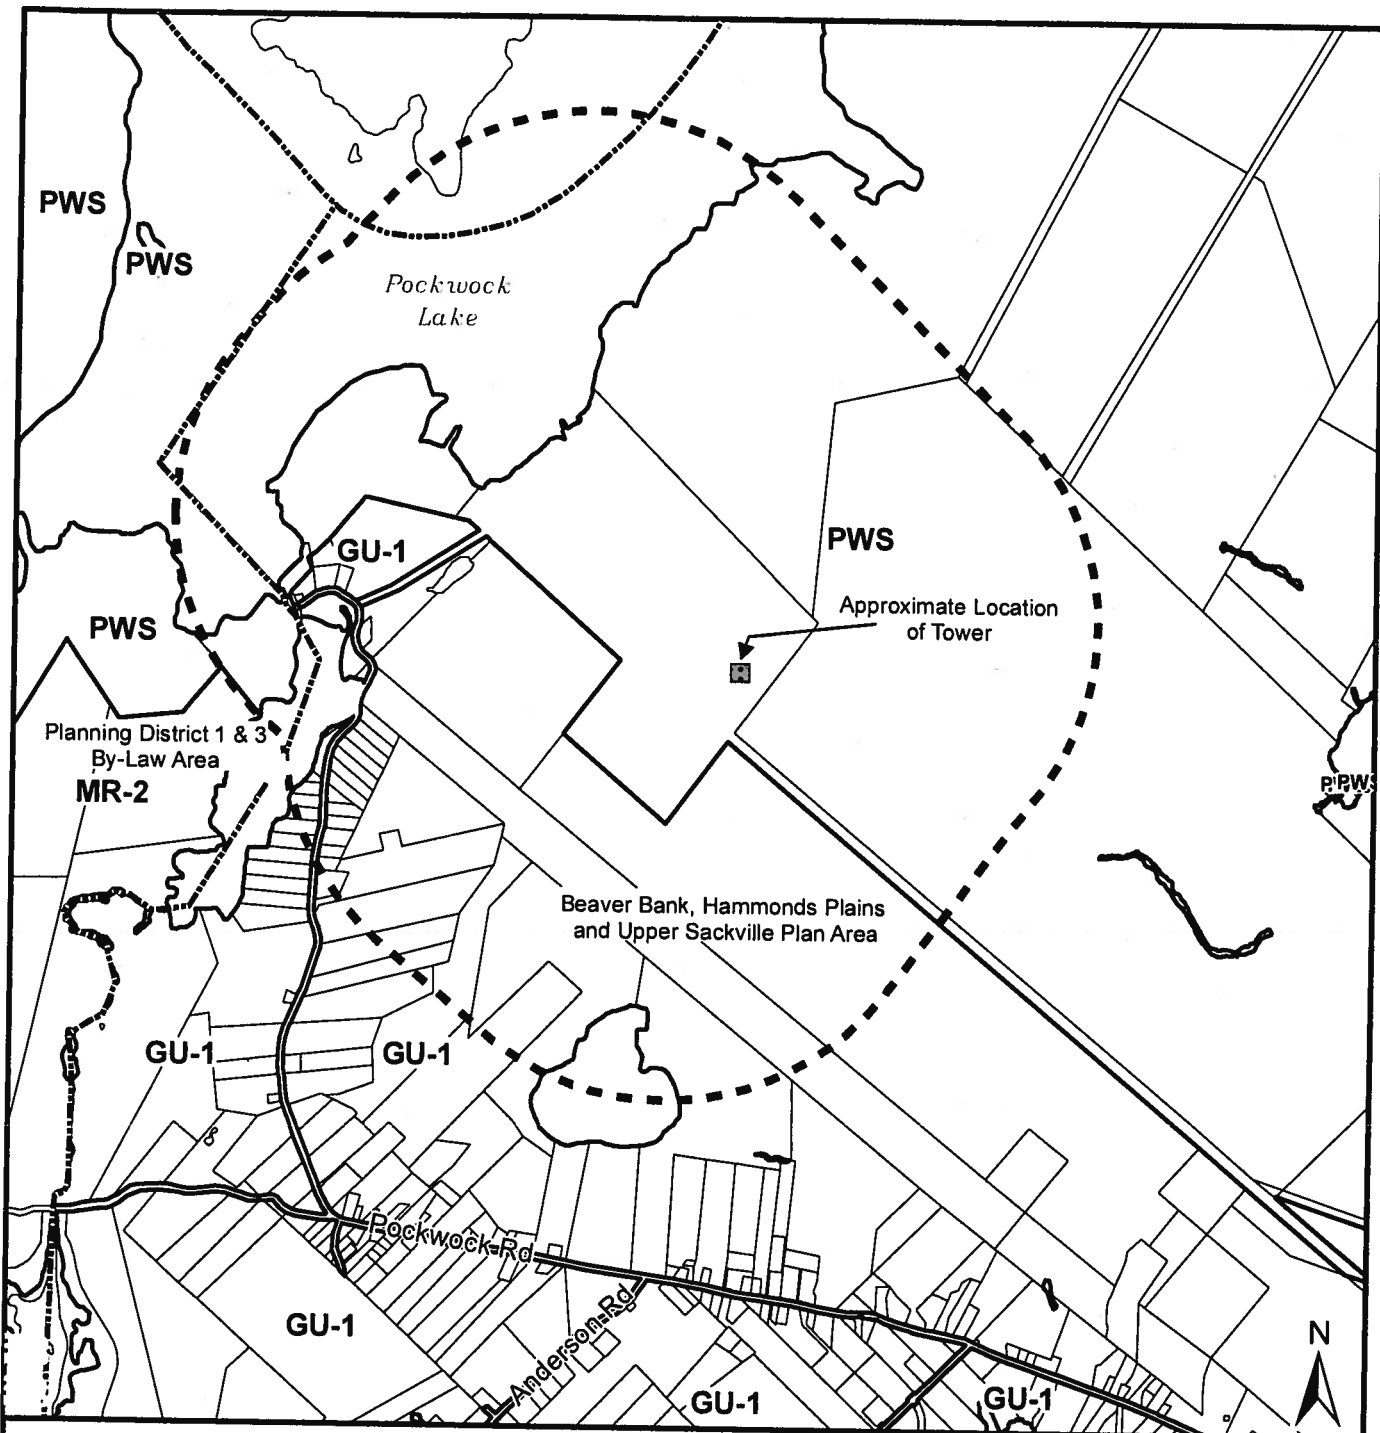 PWS
PWS
Pockwock
Lake
GU-1
PWS
Approximate Location
of Tower
PWS
Planning District 1 & 3
By-Law Area
MR-2
PWS
Beaver Bank, Hammonds Plains
and Upper Sackville Plan Area
GU-1
GU-1
Pockwock Rd
Anderson Rd
GU-1
GU-1
GU-1
N